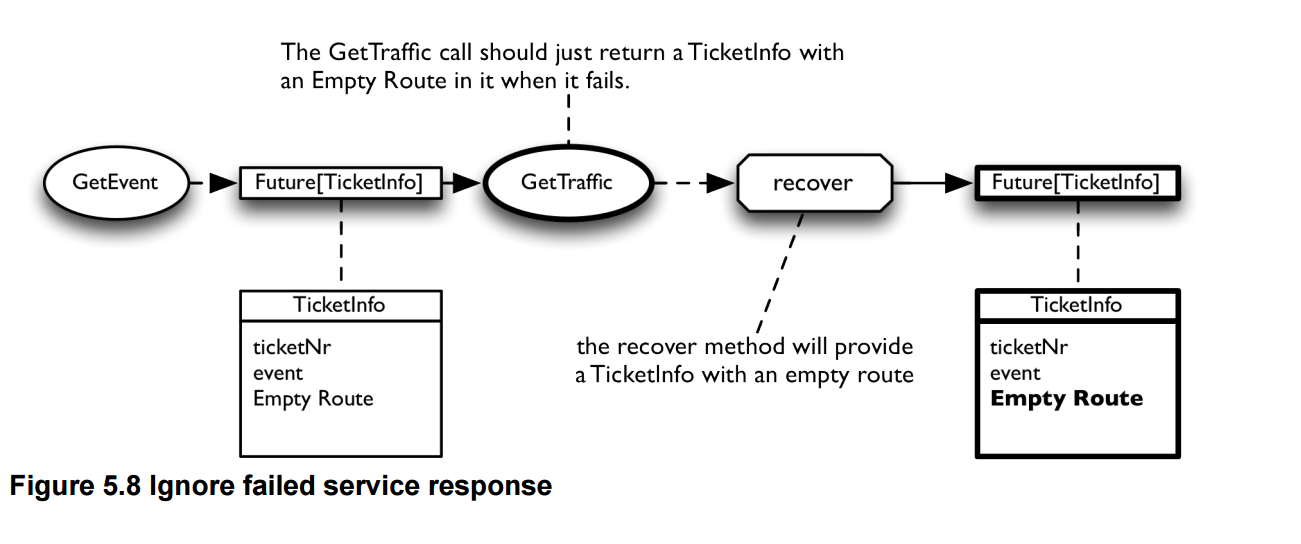 The GetTraffic call should just return a TicketInfo with
an Empty Route in it when it fails.
GetEvent
Future[TicketInfo]
GetTraffic
recover
Future[TicketInfo]
TicketInfo
ticketNr
event
Empty Route
the recover method will provide
a TicketInfo with an empty route
TicketInfo
ticketNr
event
Empty Route
Figure 5.8 Ignore failed service response